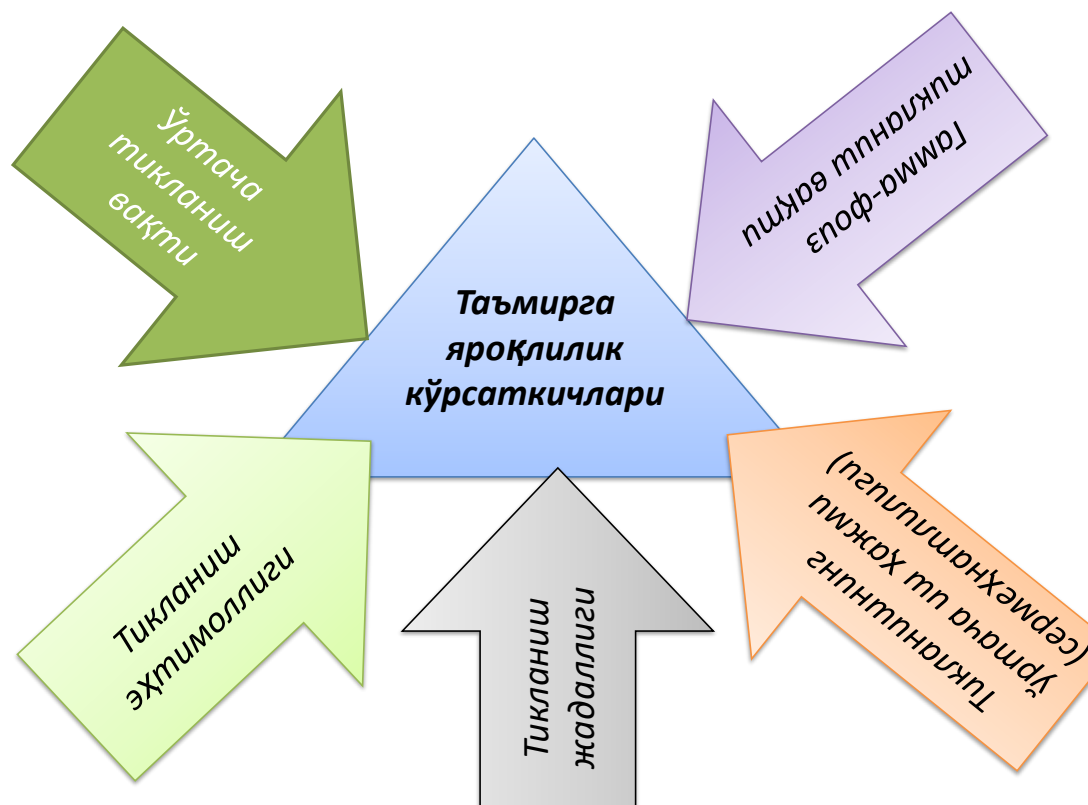 Ўртача
тикланиш
вақти
Гамма-фоиз
тикланиш вақти
Таъмирга
яроқлилик
кўрсаткичлари
Тикланиш
эҳтимоллиги
Тикланиш
жадаллиги
Тикланишнинг
ўртача иш ҳажми
(сермеҳнатлилиги)